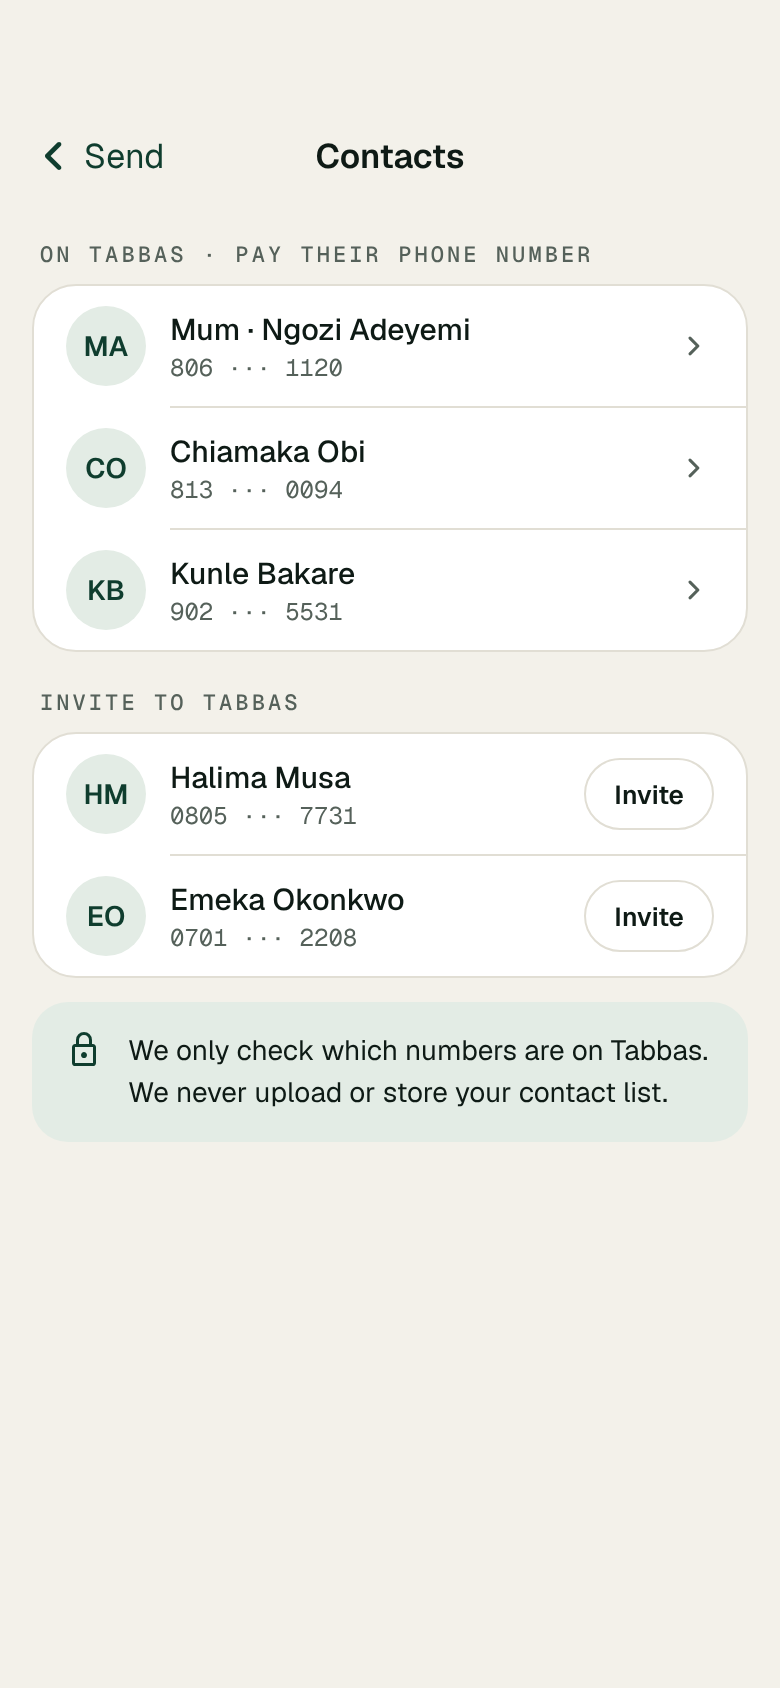 Send
Contacts
ON TABBAS · PAY THEIR PHONE NUMBER
MA
Mum · Ngozi Adeyemi
806 ··· 1120
CO
Chiamaka Obi
813 ··· 0094
KB
Kunle Bakare
902 ··· 5531
INVITE TO TABBAS
HM
Halima Musa
0805 ··· 7731
Invite
EO
Emeka Okonkwo
0701 ··· 2208
Invite
We only check which numbers are on Tabbas.
We never upload or store your contact list.